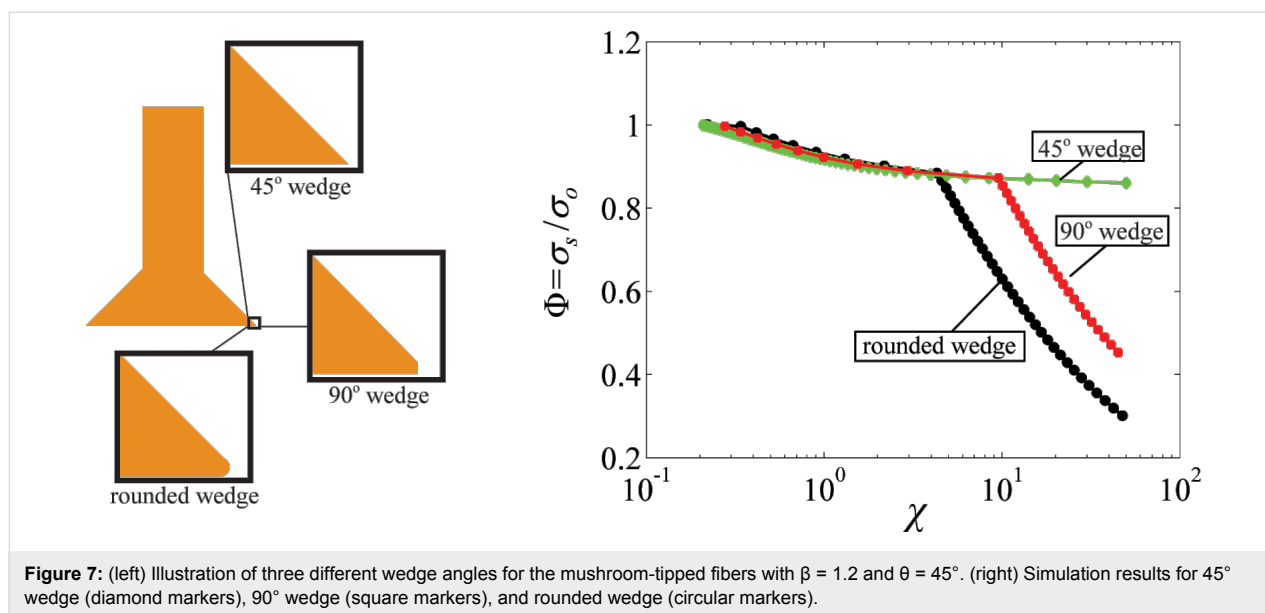 45° wedge
90° wedge
rounded wedge
1.2
1
0.8
0.6
0.4
0.2
Φ=σs/σo
45° wedge
90° wedge
rounded wedge
10-1
100
101
102
χ
Figure 7: (left) Illustration of three different wedge angles for the mushroom-tipped fibers with β = 1.2 and θ = 45°. (right) Simulation results for 45°
wedge (diamond markers), 90° wedge (square markers), and rounded wedge (circular markers).